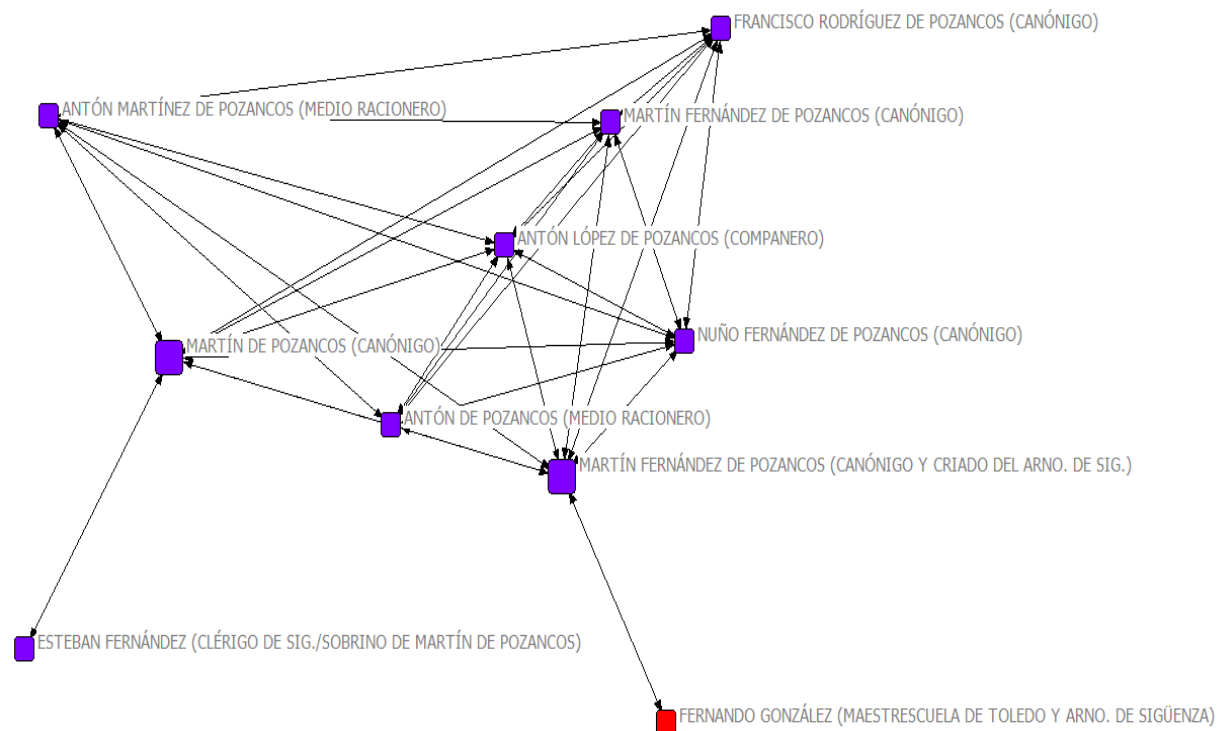 FRANCISCO RODRÍGUEZ DE POZANCOS (CANÓNIGO)
ANTÓN MARTÍNEZ DE POZANCOS (MEDIO RACIONERO)
MARTÍN FERNÁNDEZ DE POZANCOS (CANÓNIGO)
ANTÓN LÓPEZ DE POZANCOS (COMPANERO)
NUÑO FERNÁNDEZ DE POZANCOS (CANÓNIGO)
MARTÍN DE POZANCOS (CANÓNIGO)
ANTÓN DE POZANCOS (MEDIO RACIONERO)
MARTÍN FERNÁNDEZ DE POZANCOS (CANÓNIGO Y CRIADO DEL ARNO. DE SIG.)
ESTEBAN FERNÁNDEZ (CLÉRIGO DE SIG./SOBRINO DE MARTÍN DE POZANCOS)
FERNANDO GONZÁLEZ (MAESTRESCUELA DE TOLEDO Y ARNO. DE SIGÜENZA)